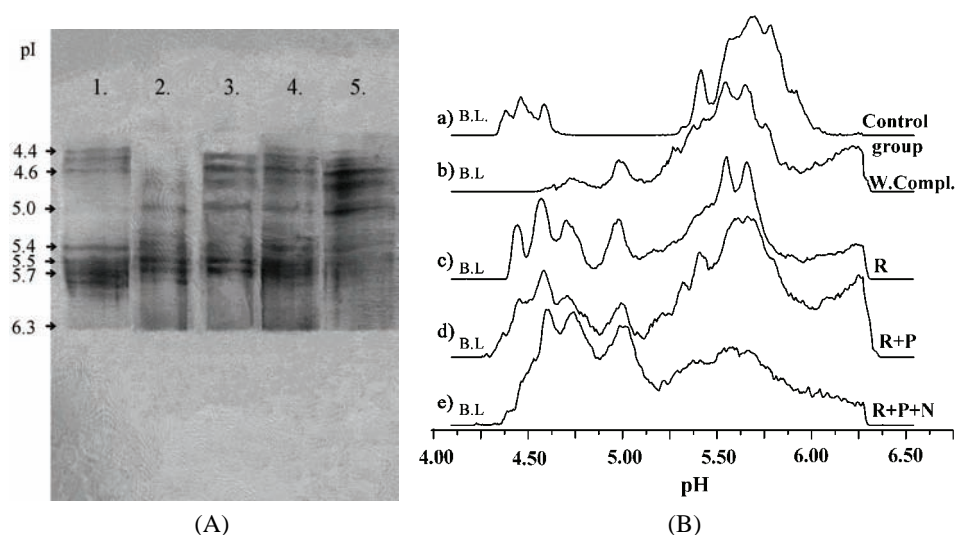 pI
1. 2. 3. 4. 5.
4.4
4.6
5.0
5.4
5.5
5.7
6.3
(A)
a) B.L.
Control
group
b) B.L
W.Compl.
c) B.L
R
d) B.L
R+P
e) B.L
R+P+N
4.00 4.50 5.00 5.50 6.00 6.50
pH
(B)